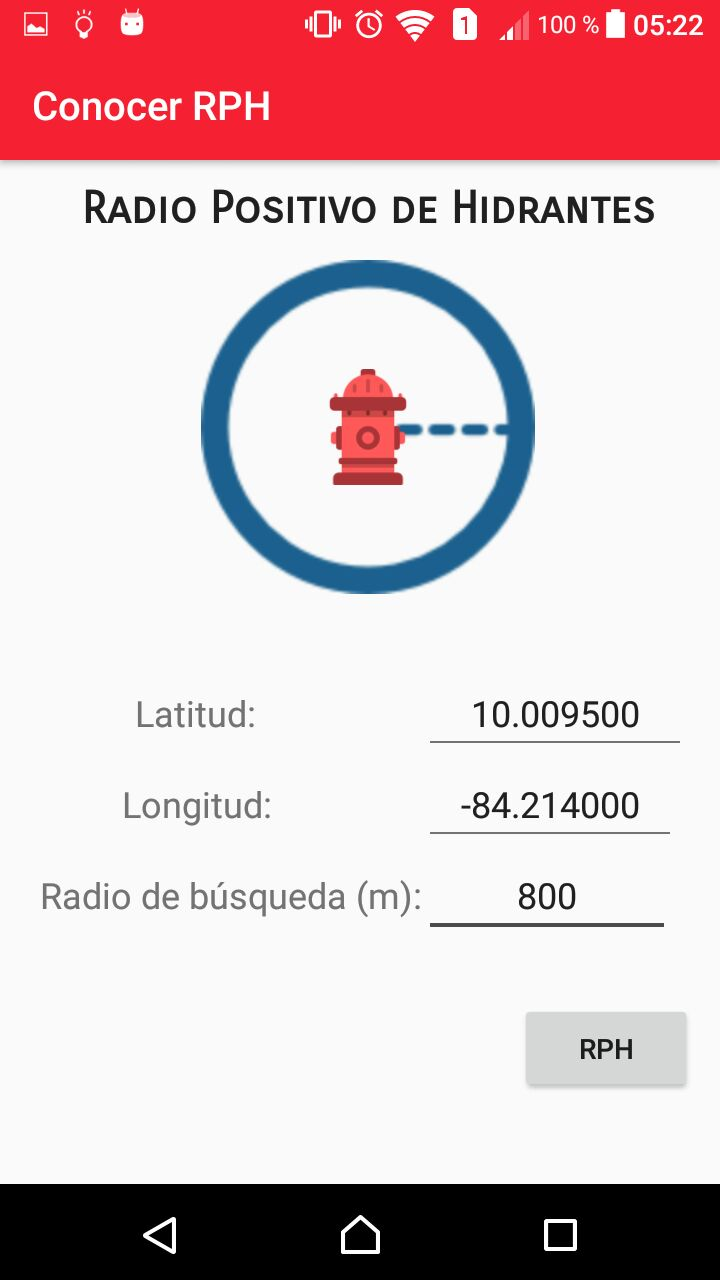 1 100 % 05:22
Conocer RPH
Radio Positivo de Hidrantes
Latitud: 10.009500
Longitud: -84.214000
Radio de búsqueda (m): 800
RPH